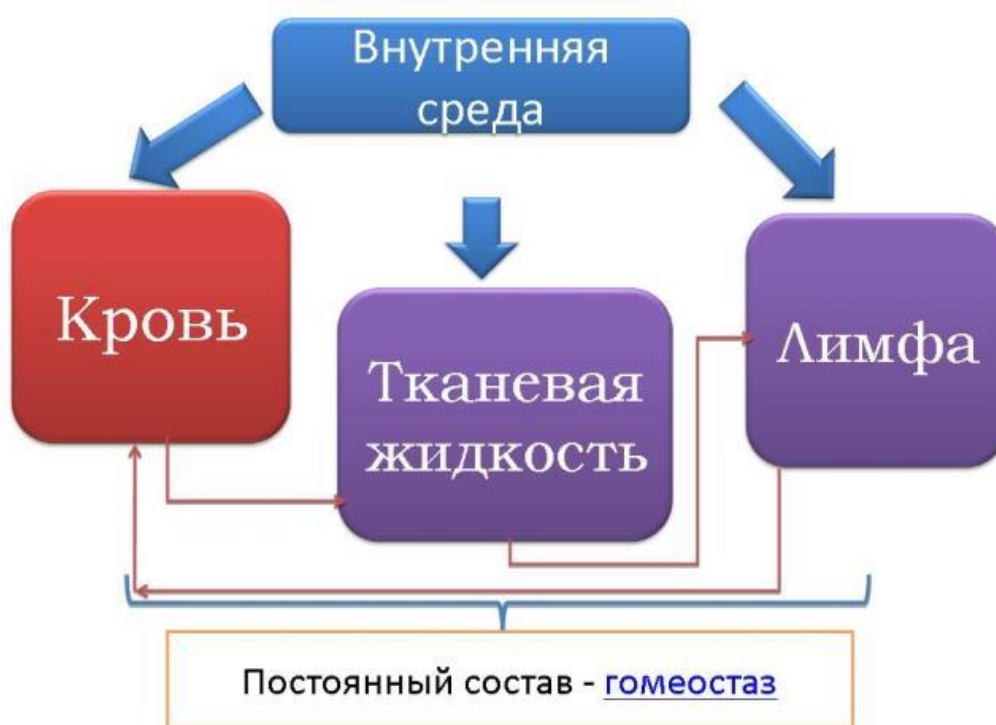 Внутренняя
среда
Кровь
Тканевая
жидкость
Лимфа
Постоянный состав - гомеостаз